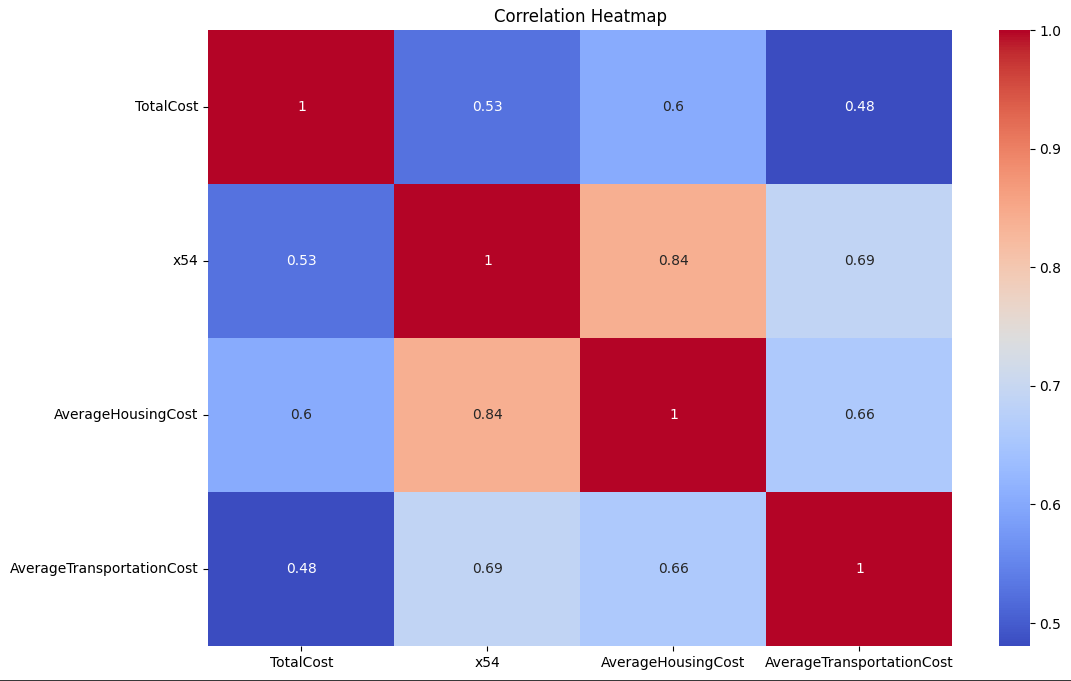 Correlation Heatmap
TotalCost 1 0.53 0.6 0.48
x54 0.53 1 0.84 0.69
AverageHousingCost 0.6 0.84 1 0.66
AverageTransportationCost 0.48 0.69 0.66 1
TotalCost x54 AverageHousingCost AverageTransportationCost
1.0
0.9
0.8
0.7
0.6
0.5